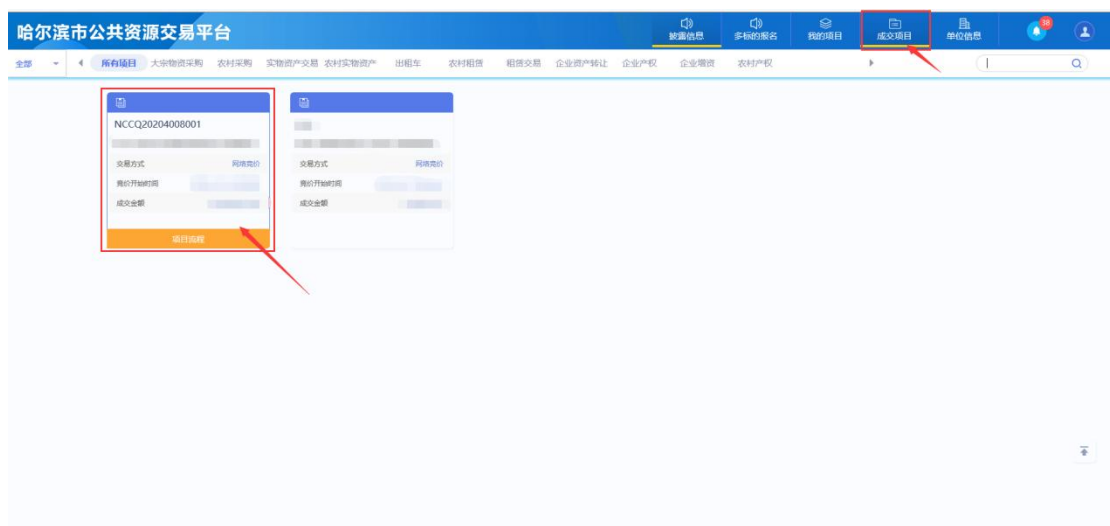 哈尔滨市公共资源交易平台
披露信息
多标的报名
我的项目
成交项目
单位信息
38
全部 所有项目 大宗物资采购 农村采购 实物资产交易 农村实物资产 出租车 农村租赁 租赁交易 企业资产转让 企业产权 企业增资 农村产权
NCCQ20204008001
交易方式 网络竞价
竞价开始时间
成交金额
项目流程
交易方式 网络竞价
竞价开始时间
成交金额